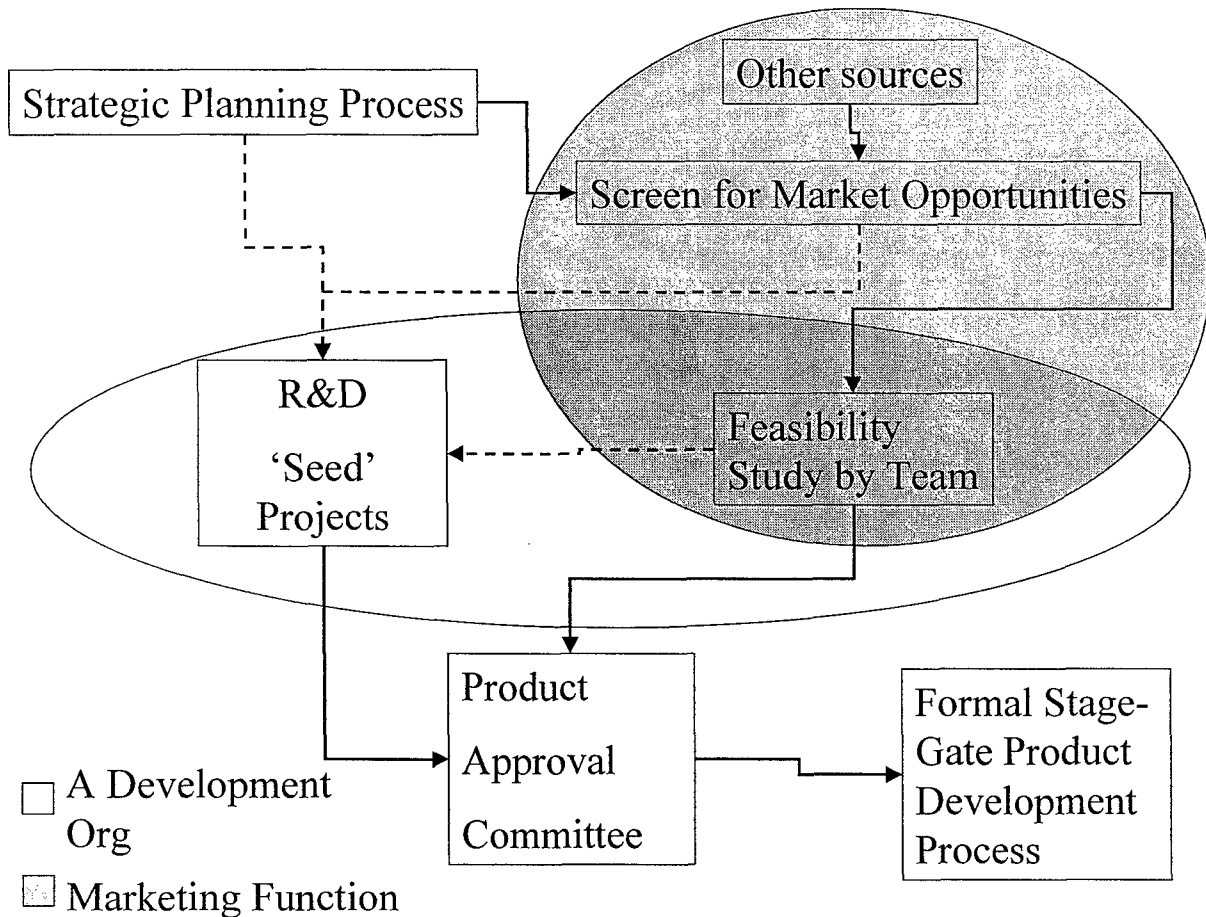 Other sources
Strategic Planning Process
Screen for Market Opportunities
R&D
‘Seed’
Projects
Feasibility
Study by Team
Product
Approval
Committee
Formal Stage-
Gate Product
Development
Process
A Development
Org
Marketing Function